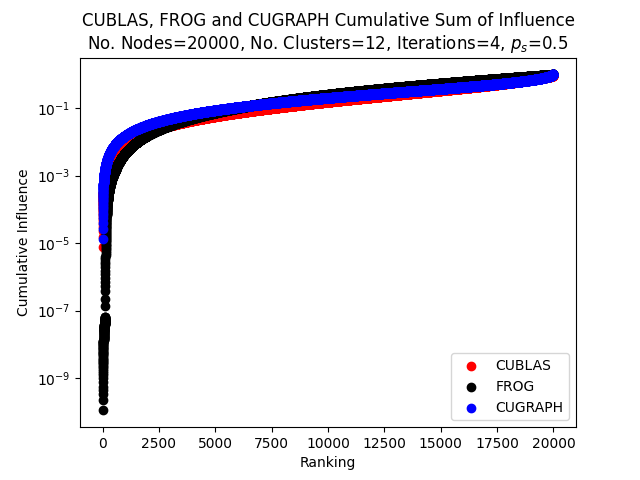 CUBLAS, FROG and CUGRAPH Cumulative Sum of Influence
No. Nodes=20000, No. Clusters=12, Iterations=4, $p_s$=0.5
Cumulative Influence
10⁻¹
10⁻³
10⁻⁵
10⁻⁷
10⁻⁹
CUBLAS
FROG
CUGRAPH
0 2500 5000 7500 10000 12500 15000 17500 20000
Ranking